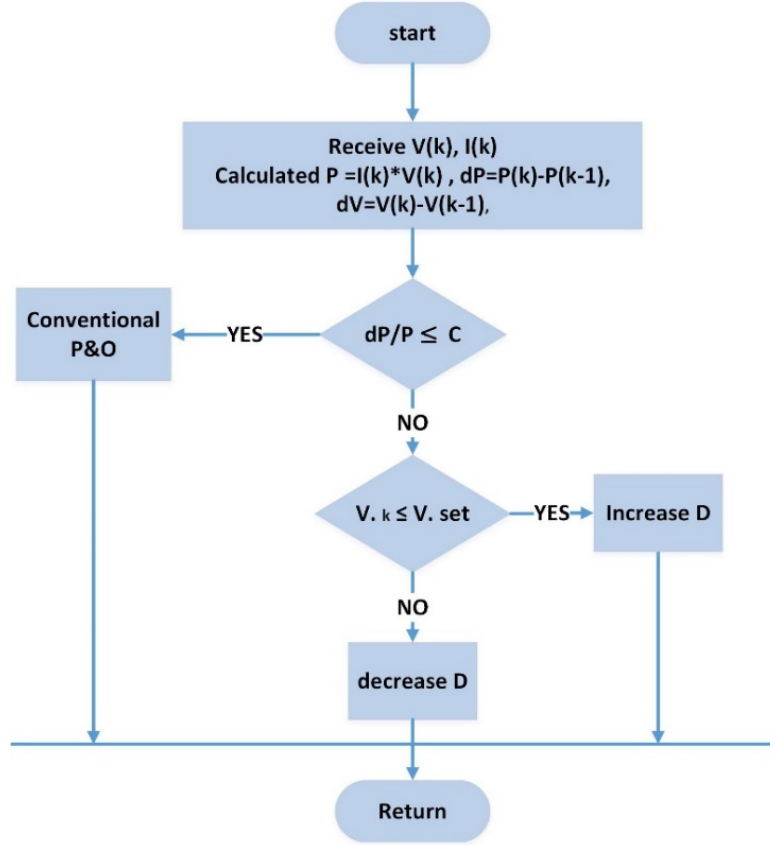 start
Receive V(k), I(k)
Calculated P =I(k)*V(k) , dP=P(k)-P(k-1),
dV=V(k)-V(k-1),
Conventional
P&O
YES
dP/P ≤ C
NO
V. k ≤ V. set
YES
Increase D
NO
decrease D
Return